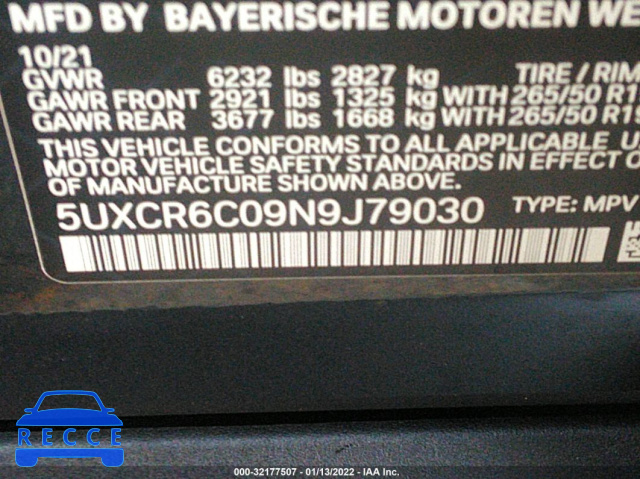 MFD BY BAYERISCHE MOTOREN WE
10/21
GVWR 6232 lbs 2827 kg TIRE / RIM
GAWR FRONT 2921 lbs 1325 kg WITH 265/50 R1
GAWR REAR 3677 lbs 1668 kg WITH 265/50 R1
THIS VEHICLE CONFORMS TO ALL APPLICABLE, U.
MOTOR VEHICLE SAFETY STANDARDS IN EFFECT
OF MANUFACTURE SHOWN ABOVE.
5UXCR6C09N9J79030 TYPE: MPV
RECCE
000-32177507 - 01/13/2022 - IAA Inc.